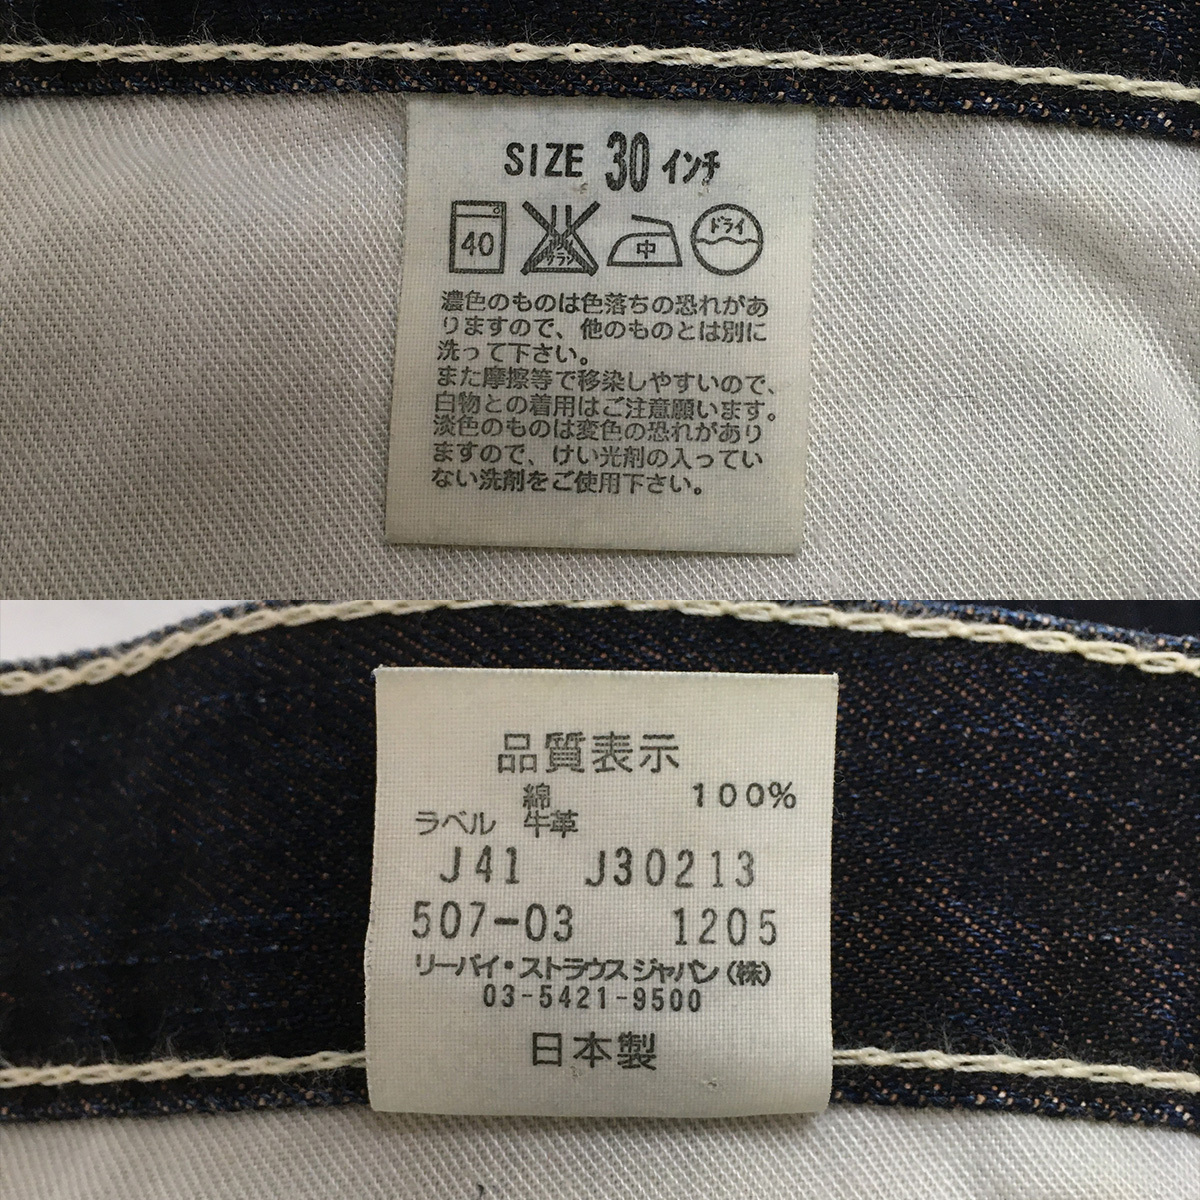 SIZE 30 インチ
40 中 ドライ
濃色のものは色落ちの恐れがあ
りますので、他のものとは別に
洗って下さい。
また摩擦等で移染しやすいので、
白物との着用はご注意願います。
淡色のものは変色の恐れがあり
ますので、けい光剤の入ってい
ない洗剤をご使用下さい。
品質表示
綿 100%
ラベル 牛革
J41 J30213
507-03 1205
リーバイ・ストラウス ジャパン(株)
03-5421-9500
日本製